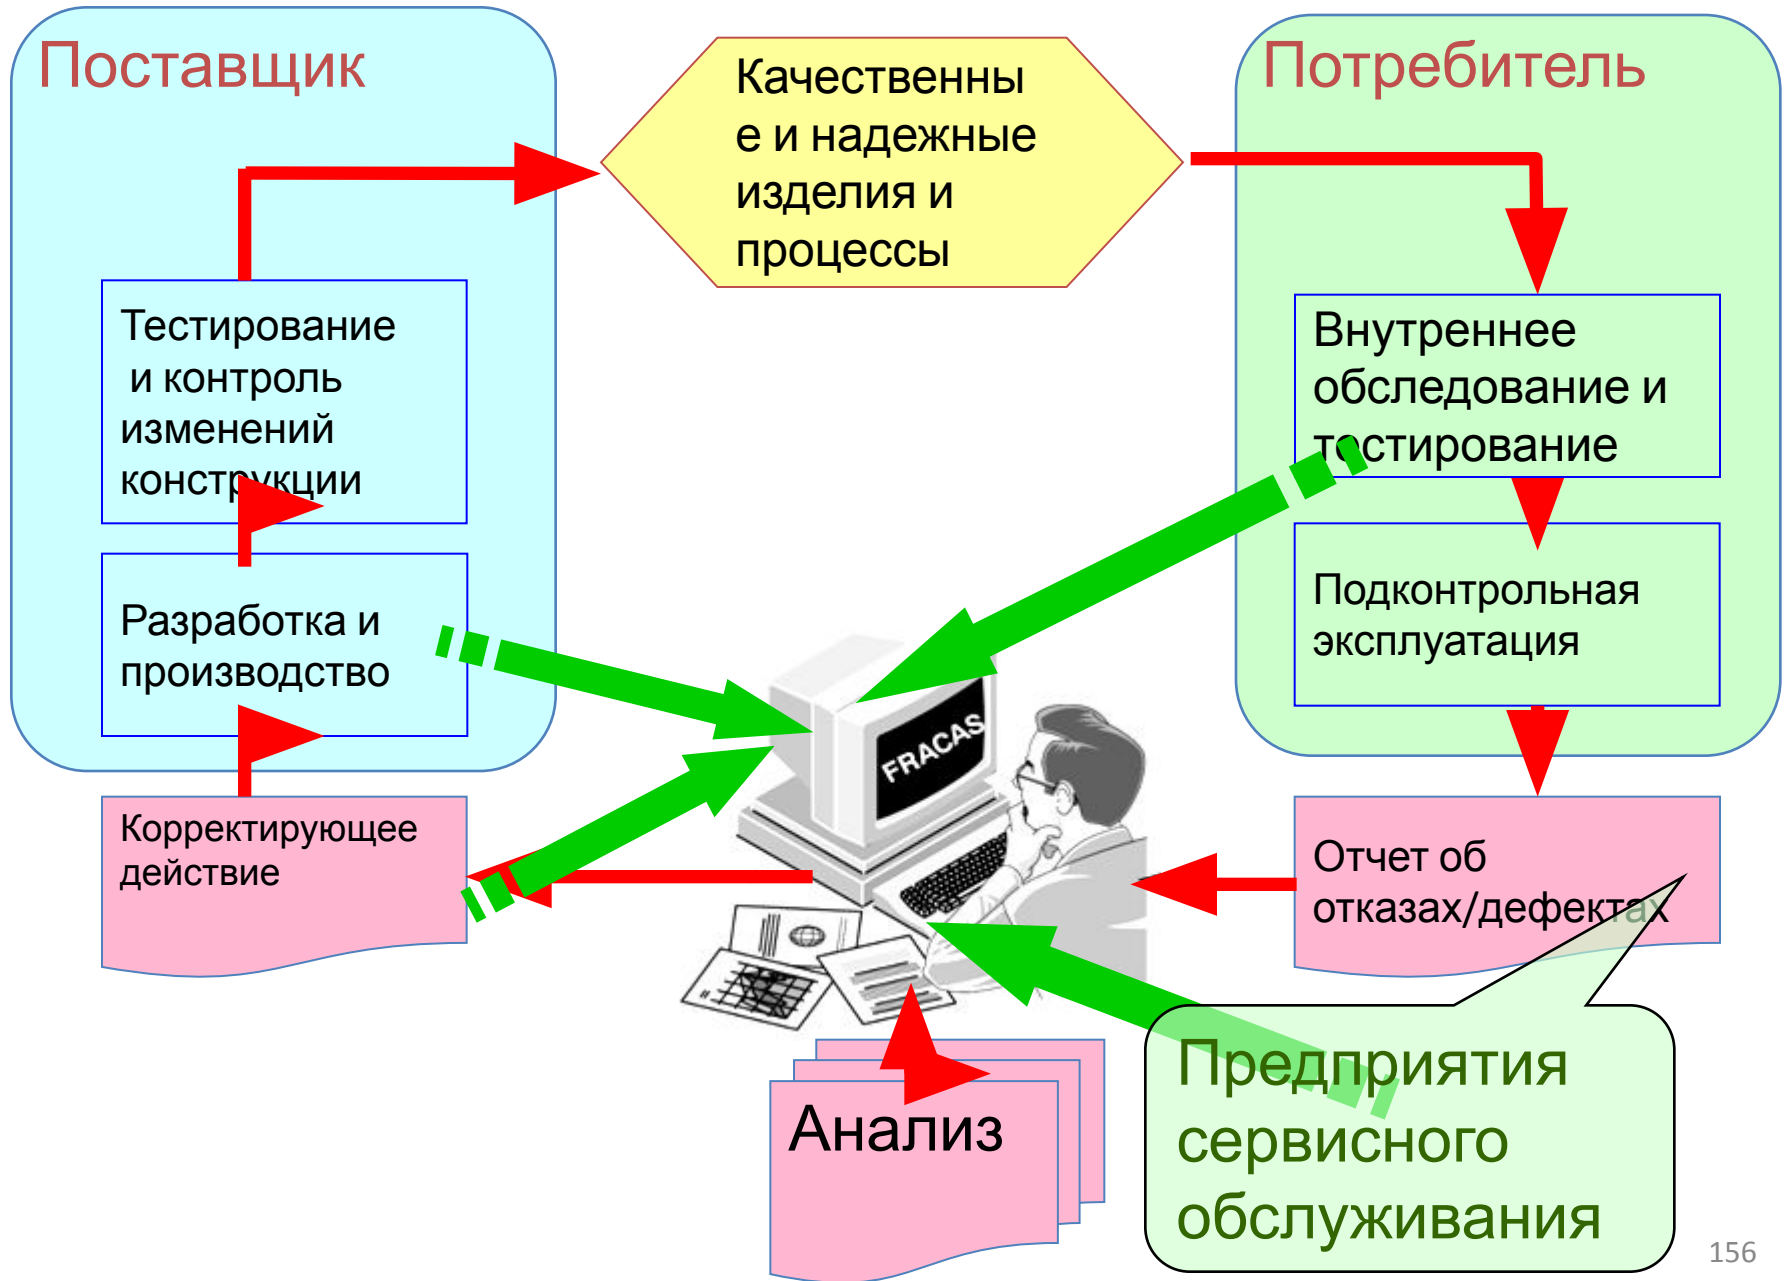 Поставщик
Качественны
е и надежные
изделия и
процессы
Потребитель
Тестирование
и контроль
изменений
конструкции
Внутреннее
обследование и
тестирование
Разработка и
производство
Подконтрольная
эксплуатация
FRACAS
Корректирующее
действие
Отчет об
отказах/дефектах
Анализ
Предприятия
сервисного
обслуживания
156